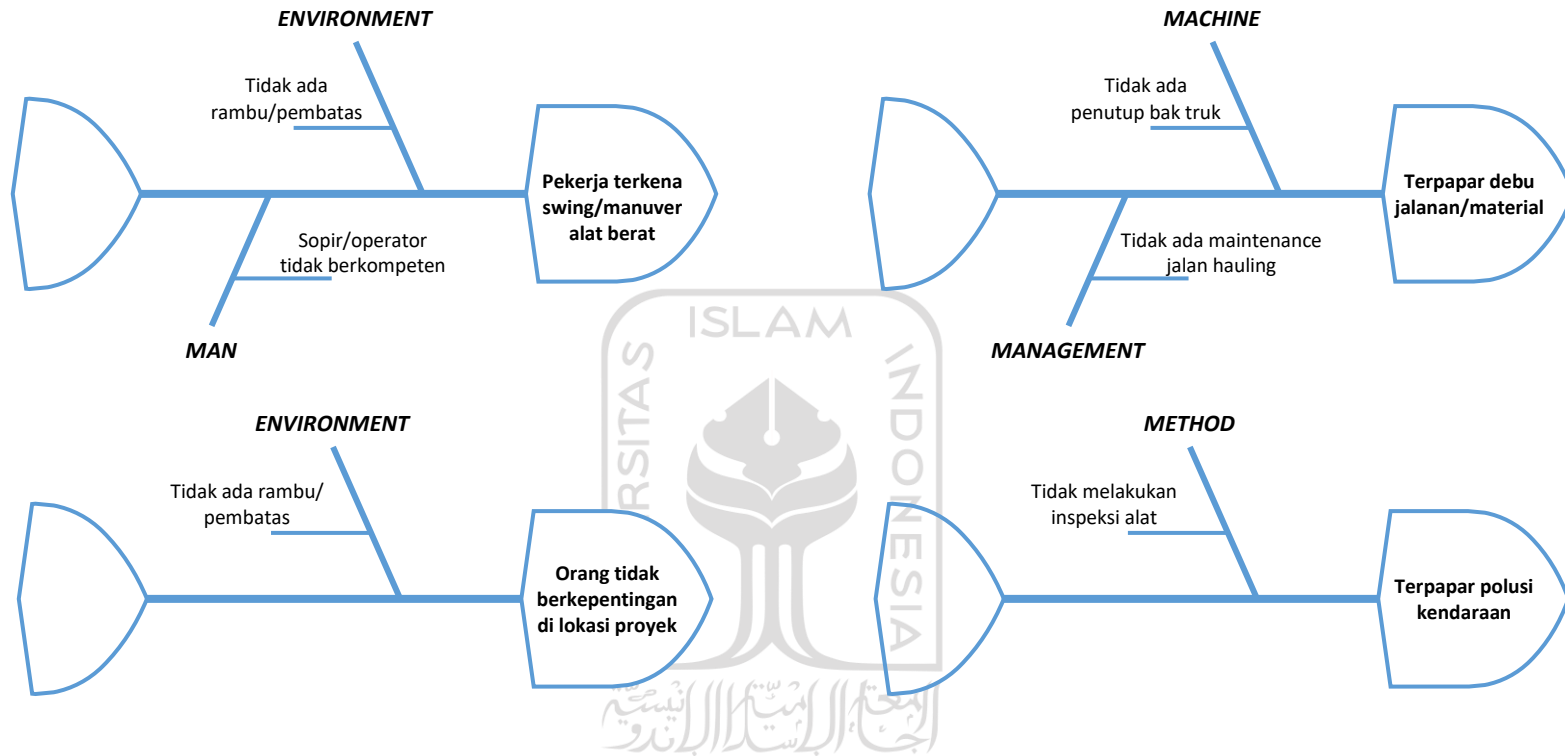 ENVIRONMENT
Tidak ada
rambu/pembatas
Pekerja terkena
swing/manuver
alat berat
Sopir/operator
tidak berkompeten
MAN
MACHINE
Tidak ada
penutup bak truk
Terpapar debu
jalanan/material
Tidak ada maintenance
jalan hauling
MANAGEMENT
ENVIRONMENT
Tidak ada rambu/
pembatas
Orang tidak
berkepentingan
di lokasi proyek
METHOD
Tidak melakukan
inspeksi alat
Terpapar polusi
kendaraan
ISLAM
INDONESIA